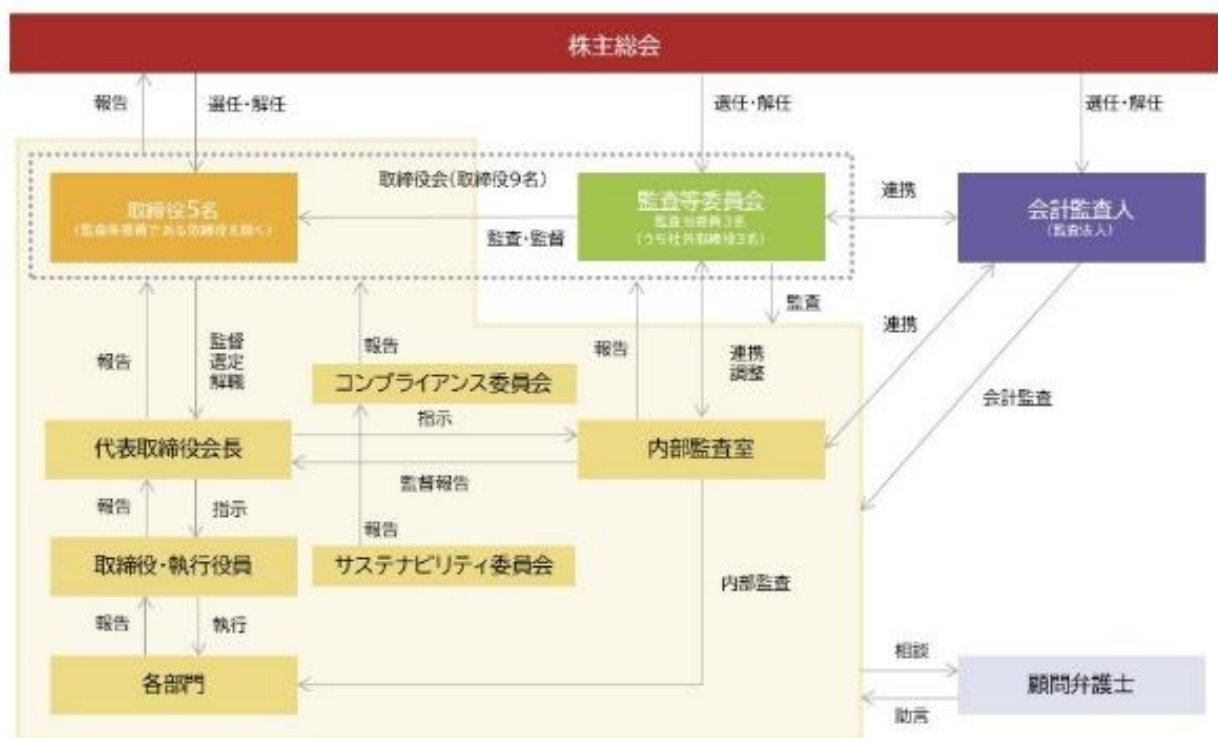 株主総会
報告
選任・解任
選任・解任
選任・解任
取締役会(取締役9名)
取締役5名
(監査等委員である取締役を除く)
監査・監督
監査等委員会
(うち社外取締役3名)
連携
会計監査人
(監査法人)
監査
連携
報告
監督
選定
解職
報告
報告
連携
調整
会計監査
コンプライアンス委員会
指示
代表取締役会長
内部監査室
監督報告
報告
指示
報告
取締役・執行役員
サステナビリティ委員会
内部監査
報告
執行
相談
各部門
顧問弁護士
助言